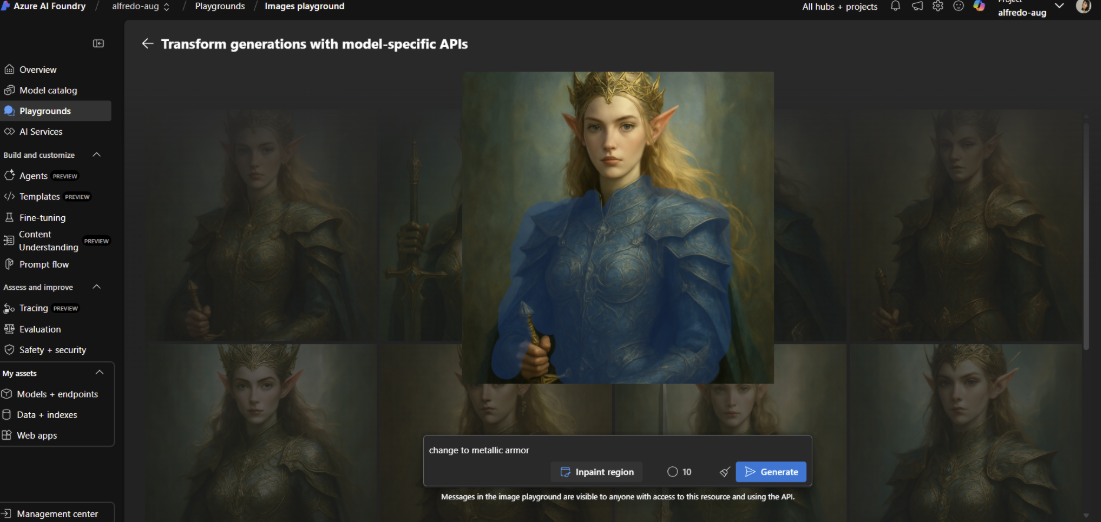 Azure AI Foundry / alfredo-aug / Playgrounds / Images playground
All hubs + projects
Project
alfredo-aug
Transform generations with model-specific APIs
Overview
Model catalog
Playgrounds
AI Services
Build and customize
Agents PREVIEW
Templates PREVIEW
Fine-tuning
Content
Understanding PREVIEW
Prompt flow
Assess and improve
Tracing PREVIEW
Evaluation
Safety + security
My assets
Models + endpoints
Data + indexes
Web apps
Management center
change to metallic armor
Inpaint region 10 Generate
Messages in the image playground are visible to anyone with access to this resource and using the API.